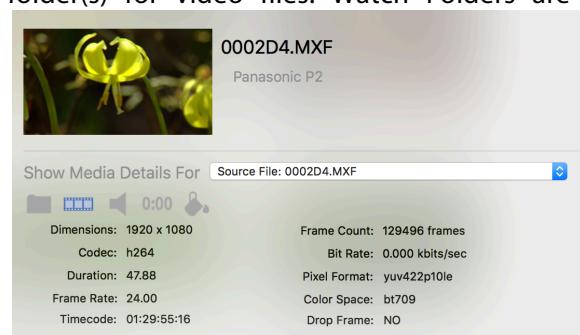 folder(s) for video files. Watch Folders are
0002D4.MXF
Panasonic P2
Show Media Details For Source File: 0002D4.MXF
0:00
Dimensions: 1920 x 1080
Codec: h264
Duration: 47.88
Frame Rate: 24.00
Timecode: 01:29:55:16
Frame Count: 129496 frames
Bit Rate: 0.000 kbits/sec
Pixel Format: yuv422p10le
Color Space: bt709
Drop Frame: NO